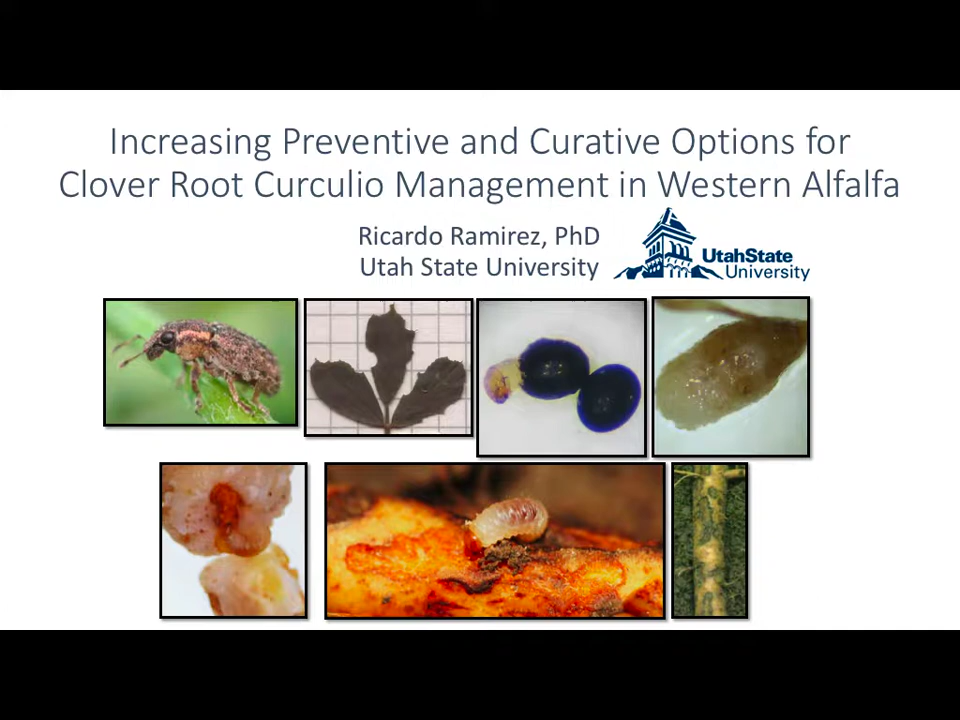 Increasing Preventive and Curative Options for
Clover Root Curculio Management in Western Alfalfa
Ricardo Ramirez, PhD
Utah State University
UtahState
University